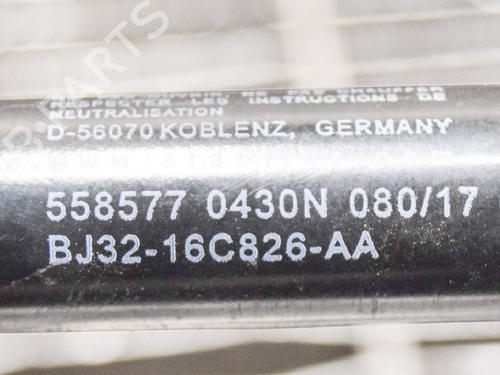 RESPECTER LES INSTRUCTIONS DE
NEUTRALISATION
D-56070 KOBLENZ, GERMANY
558577 0430N 080/17
BJ32-16C826-AA